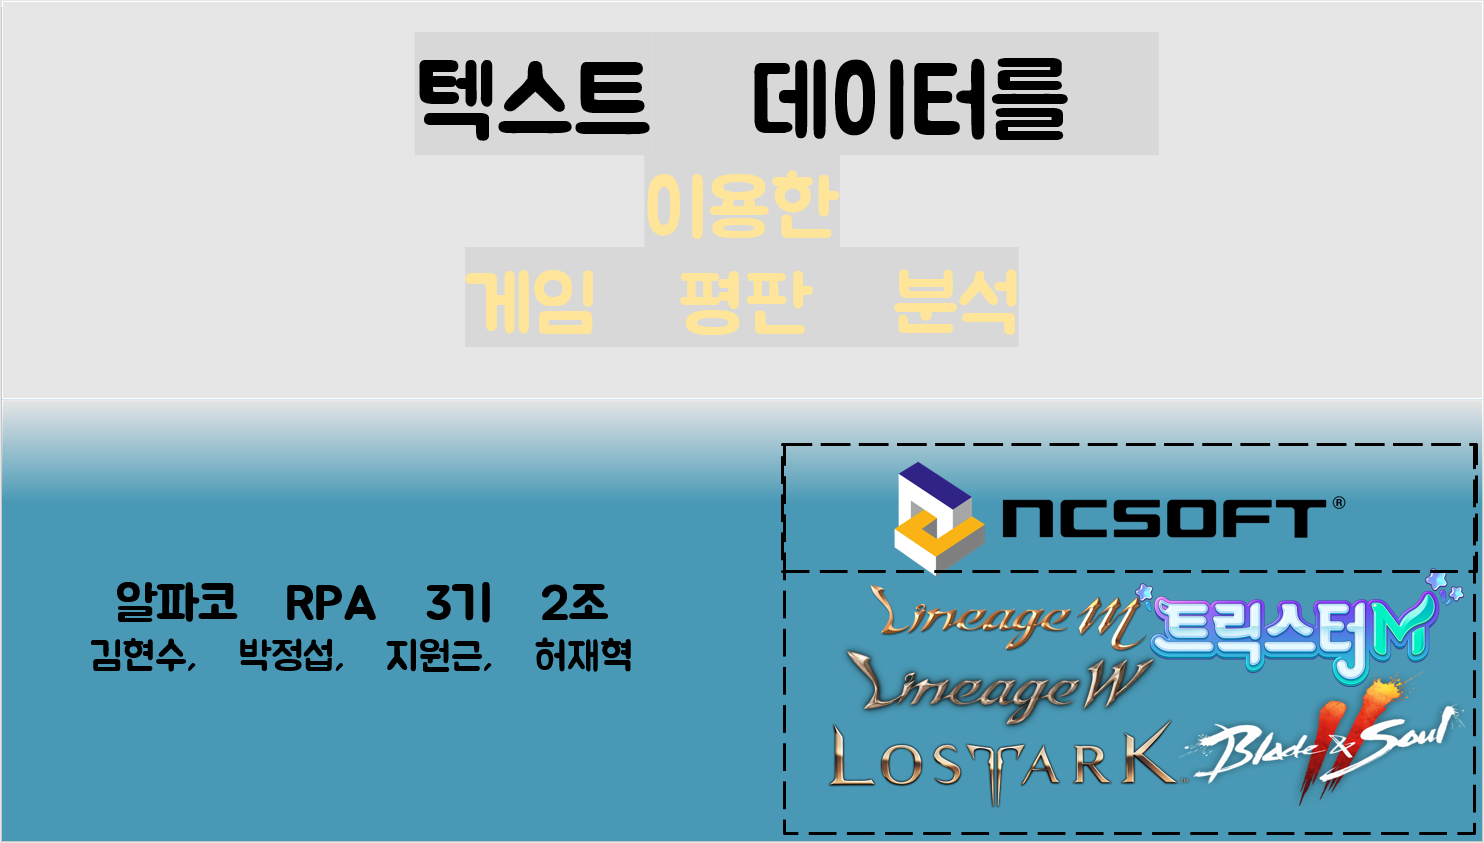 텍스트 데이터를
이용한
게임 평판 분석
NCSOFT®
알파코 RPA 3기 2조
김현수, 박정섭, 지원근, 허재혁
Lineage M
트릭스터M
Lineage W
LOST ARK™
Blade & Soul II